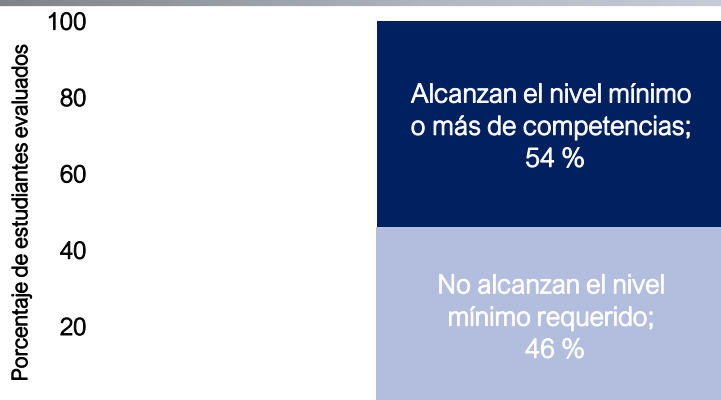 Porcentaje de estudiantes evaluados
100
80
60
40
20
Alcanzan el nivel mínimo
o más de competencias;
54 %
No alcanzan el nivel
mínimo requerido;
46 %